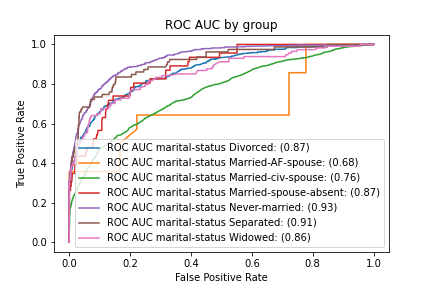 ROC AUC by group
True Positive Rate
1.0
0.8
0.6
0.4
0.2
0.0
ROC AUC marital-status Divorced: (0.87)
ROC AUC marital-status Married-AF-spouse: (0.68)
ROC AUC marital-status Married-civ-spouse: (0.76)
ROC AUC marital-status Married-spouse-absent: (0.87)
ROC AUC marital-status Never-married: (0.93)
ROC AUC marital-status Separated: (0.91)
ROC AUC marital-status Widowed: (0.86)
0.0 0.2 0.4 0.6 0.8 1.0
False Positive Rate